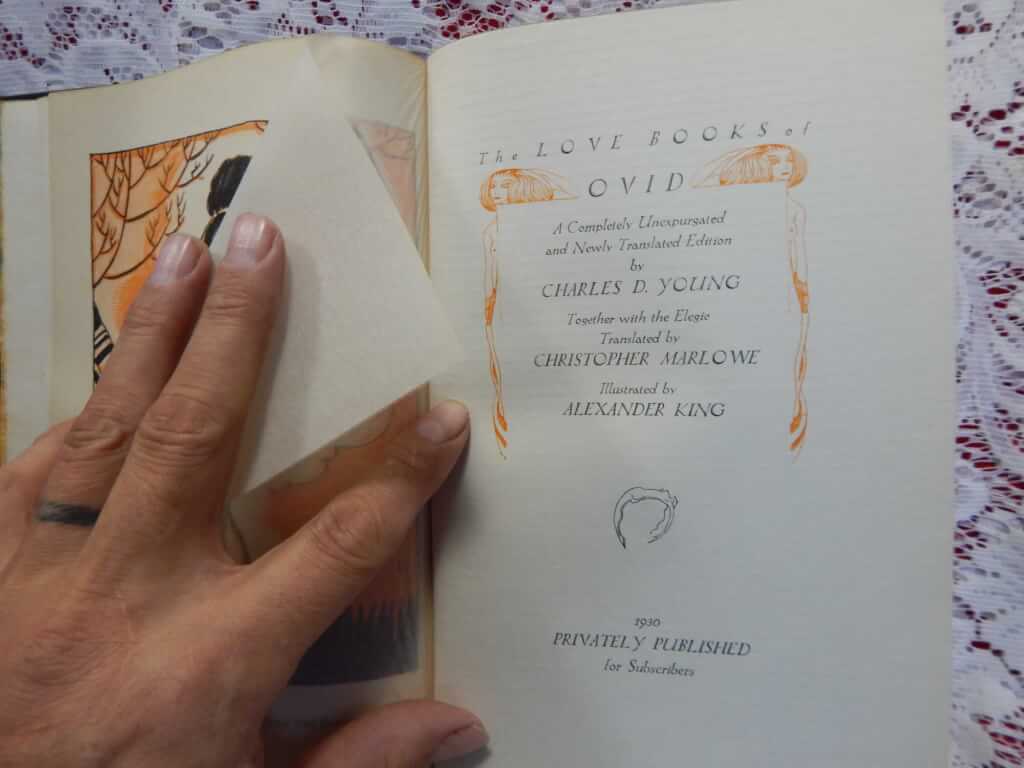 The LOVE BOOKS of
OVID
A Completely Unexpurgated
and Newly Translated Edition
by
CHARLES D. YOUNG
Together with the Elegie
Translated by
CHRISTOPHER MARLOWE
Illustrated by
ALEXANDER KING
1930
PRIVATELY PUBLISHED
for Subscribers